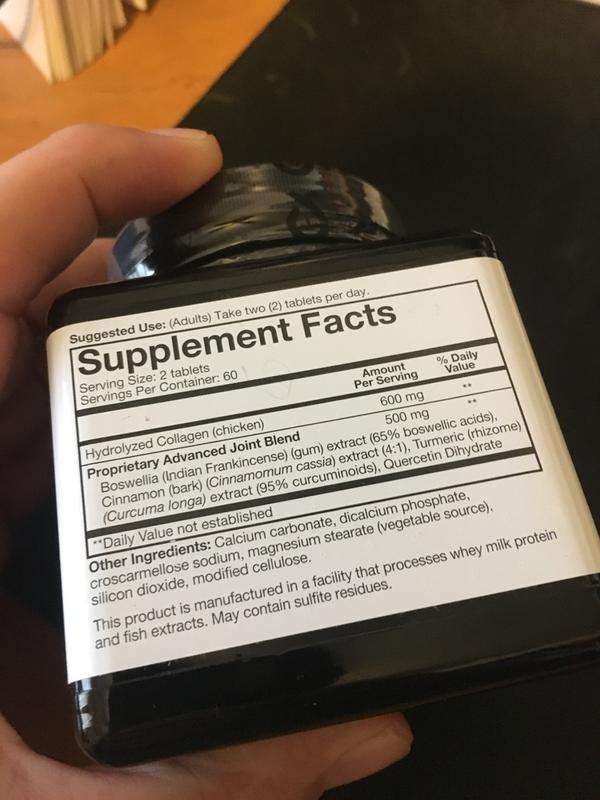 Suggested Use: (Adults) Take two (2) tablets per day.
Supplement Facts
Serving Size: 2 tablets
Servings Per Container: 60
Amount Per Serving
% Daily Value
Hydrolyzed Collagen (chicken) 600 mg **
Proprietary Advanced Joint Blend 500 mg **
Boswellia (Indian Frankincense) (gum) extract (65% boswellic acids),
Cinnamon (bark) (Cinnamomum cassia) extract (4:1), Turmeric (rhizome)
(Curcuma longa) extract (95% curcuminoids), Quercetin Dihydrate
**Daily Value not established
Other Ingredients: Calcium carbonate, dicalcium phosphate,
croscarmellose sodium, magnesium stearate (vegetable source),
silicon dioxide, modified cellulose.
This product is manufactured in a facility that processes whey milk protein
and fish extracts. May contain sulfite residues.